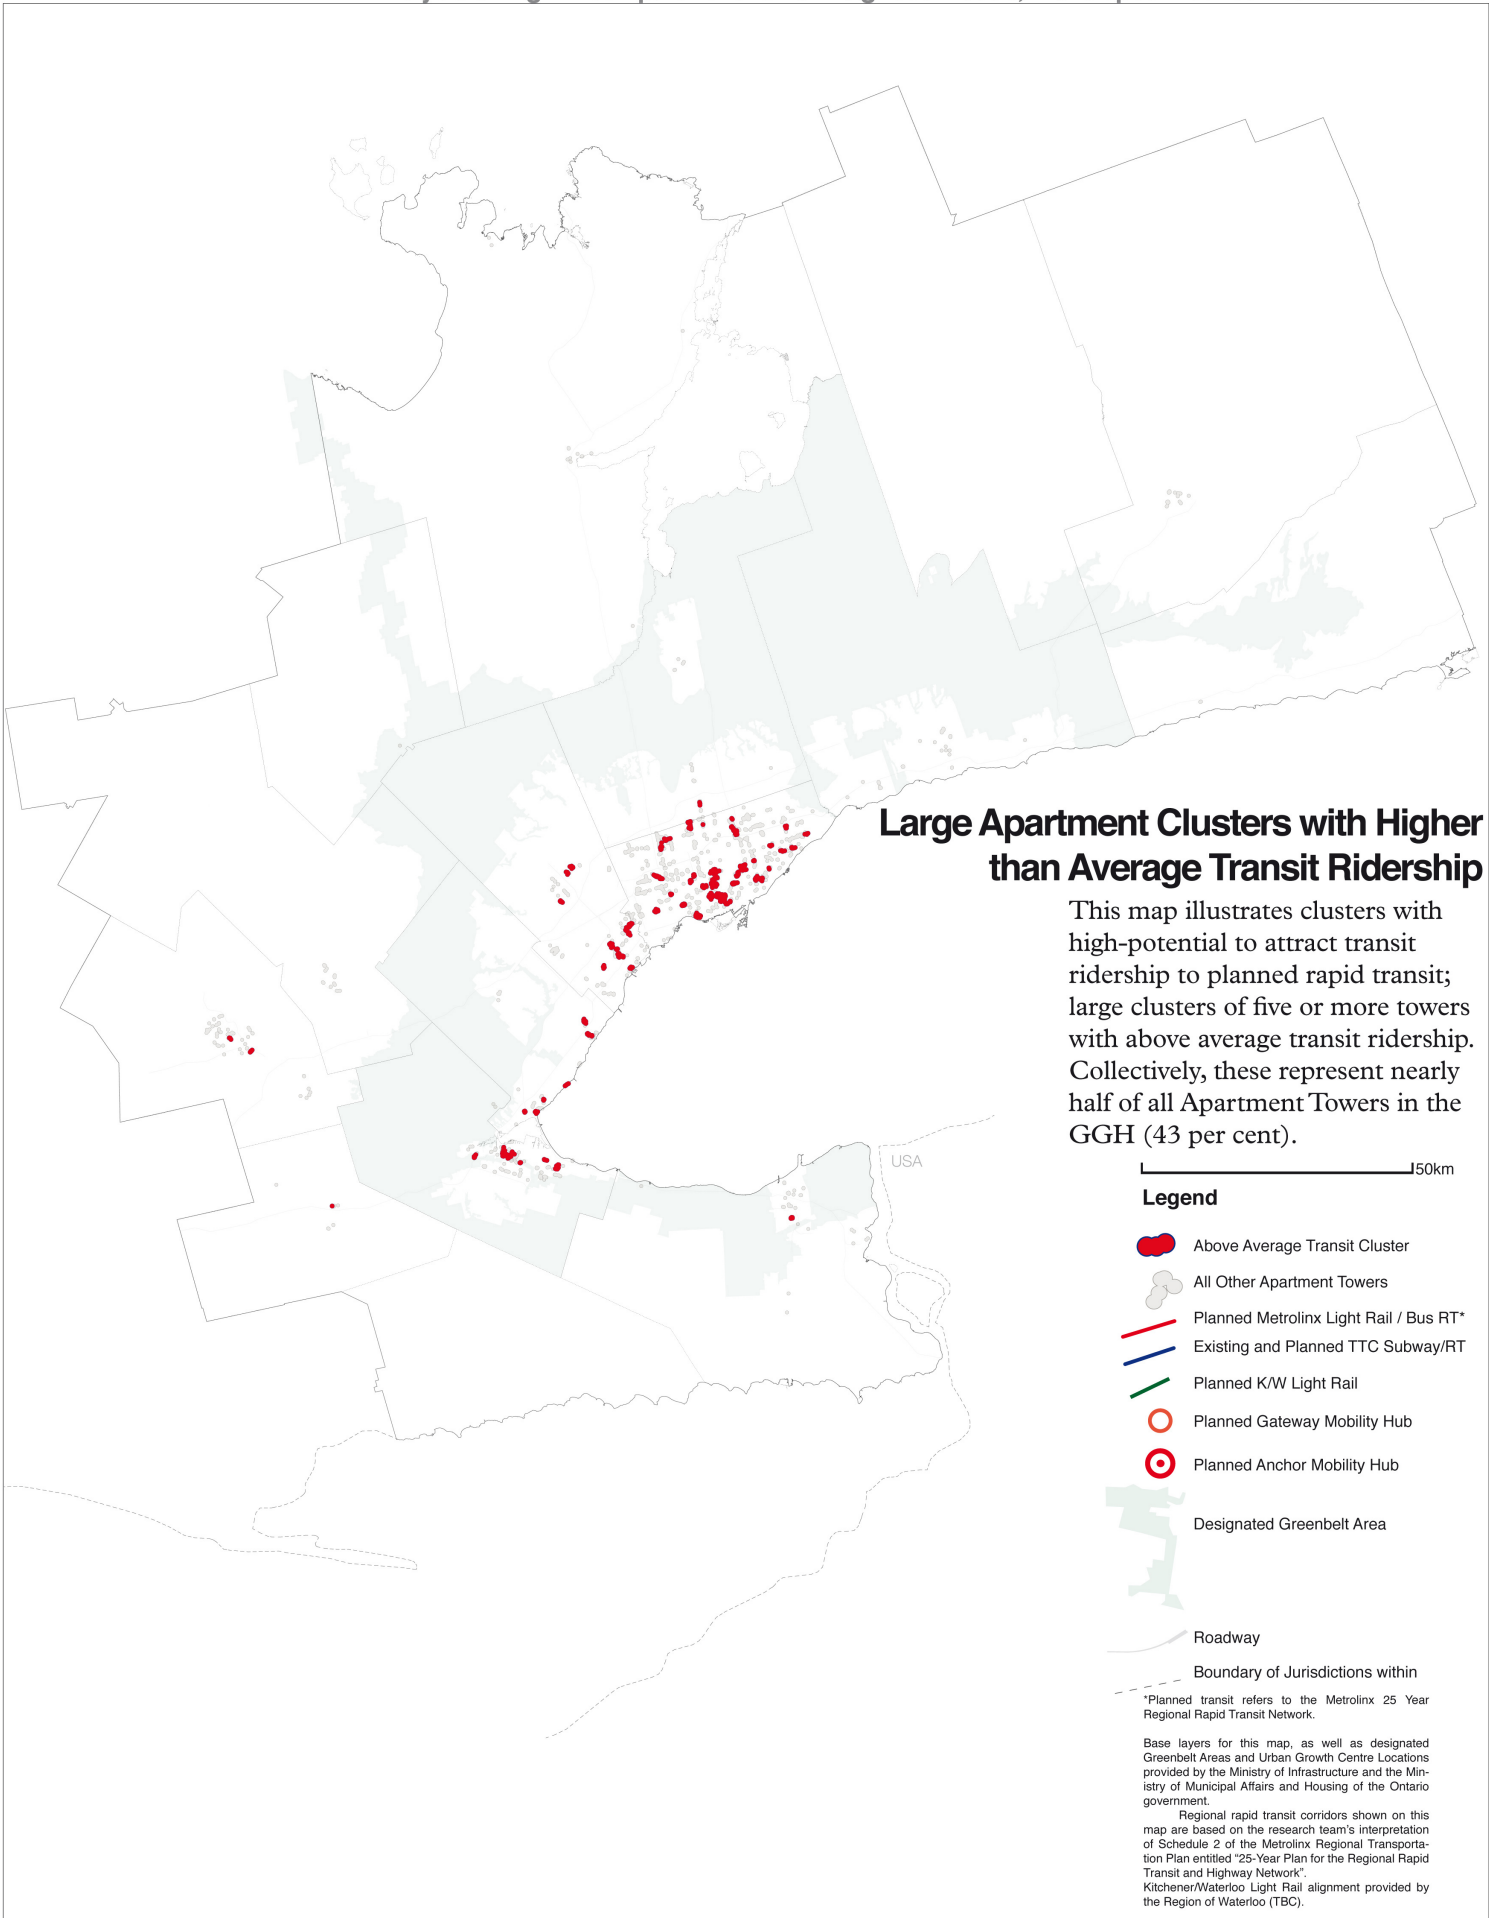 Large Apartment Clusters with Higher
than Average Transit Ridership
This map illustrates clusters with
high-potential to attract transit
ridership to planned rapid transit;
large clusters of five or more towers
with above average transit ridership.
Collectively, these represent nearly
half of all Apartment Towers in the
GGH (43 per cent).
USA
50km
Legend
Above Average Transit Cluster
All Other Apartment Towers
Planned Metrolinx Light Rail / Bus RT*
Existing and Planned TTC Subway/RT
Planned K/W Light Rail
Planned Gateway Mobility Hub
Planned Anchor Mobility Hub
Designated Greenbelt Area
Roadway
Boundary of Jurisdictions within
*Planned transit refers to the Metrolinx 25 Year
Regional Rapid Transit Network.
Base layers for this map, as well as designated
Greenbelt Areas and Urban Growth Centre Locations
provided by the Ministry of Infrastructure and the Min-
istry of Municipal Affairs and Housing of the Ontario
government.
Regional rapid transit corridors shown on this
map are based on the research team's interpretation
of Schedule 2 of the Metrolinx Regional Transporta-
tion Plan entitled “25-Year Plan for the Regional Rapid
Transit and Highway Network”.
Kitchener/Waterloo Light Rail alignment provided by
the Region of Waterloo (TBC).